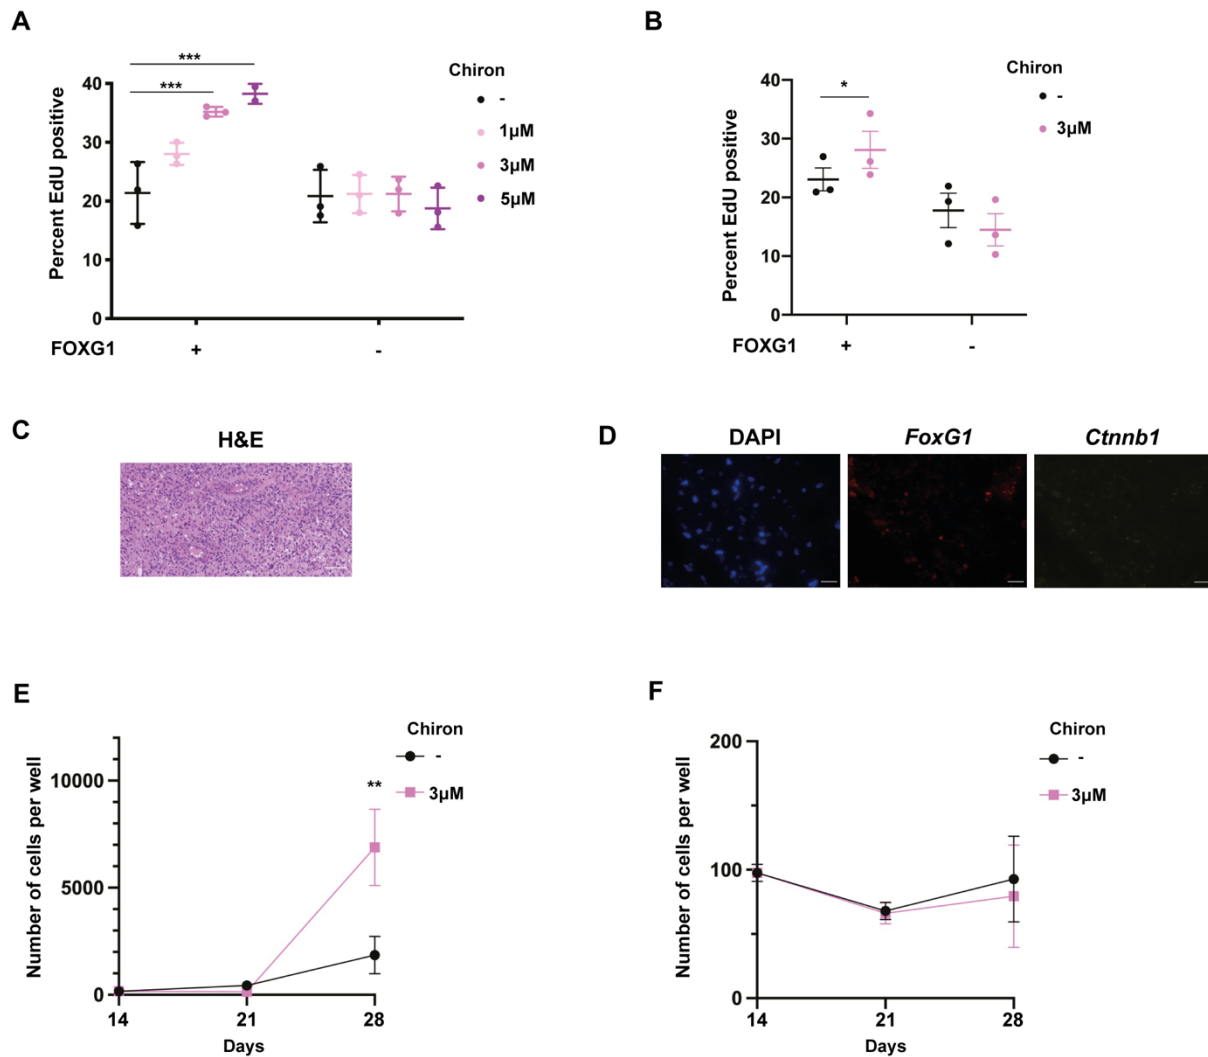 A
Percent EdU positive
40
30
20
10
0
***
***
FOXG1
+
-
Chiron
-
1µM
3µM
5µM
B
Percent EdU positive
40
30
20
10
0
*
FOXG1
+
-
Chiron
-
3µM
C
H&E
D
DAPI
FoxG1
Ctnnb1
E
Number of cells per well
10000
5000
0
14
21
28
Days
**
Chiron
-
3µM
F
Number of cells per well
200
100
0
14
21
28
Days
Chiron
-
3µM